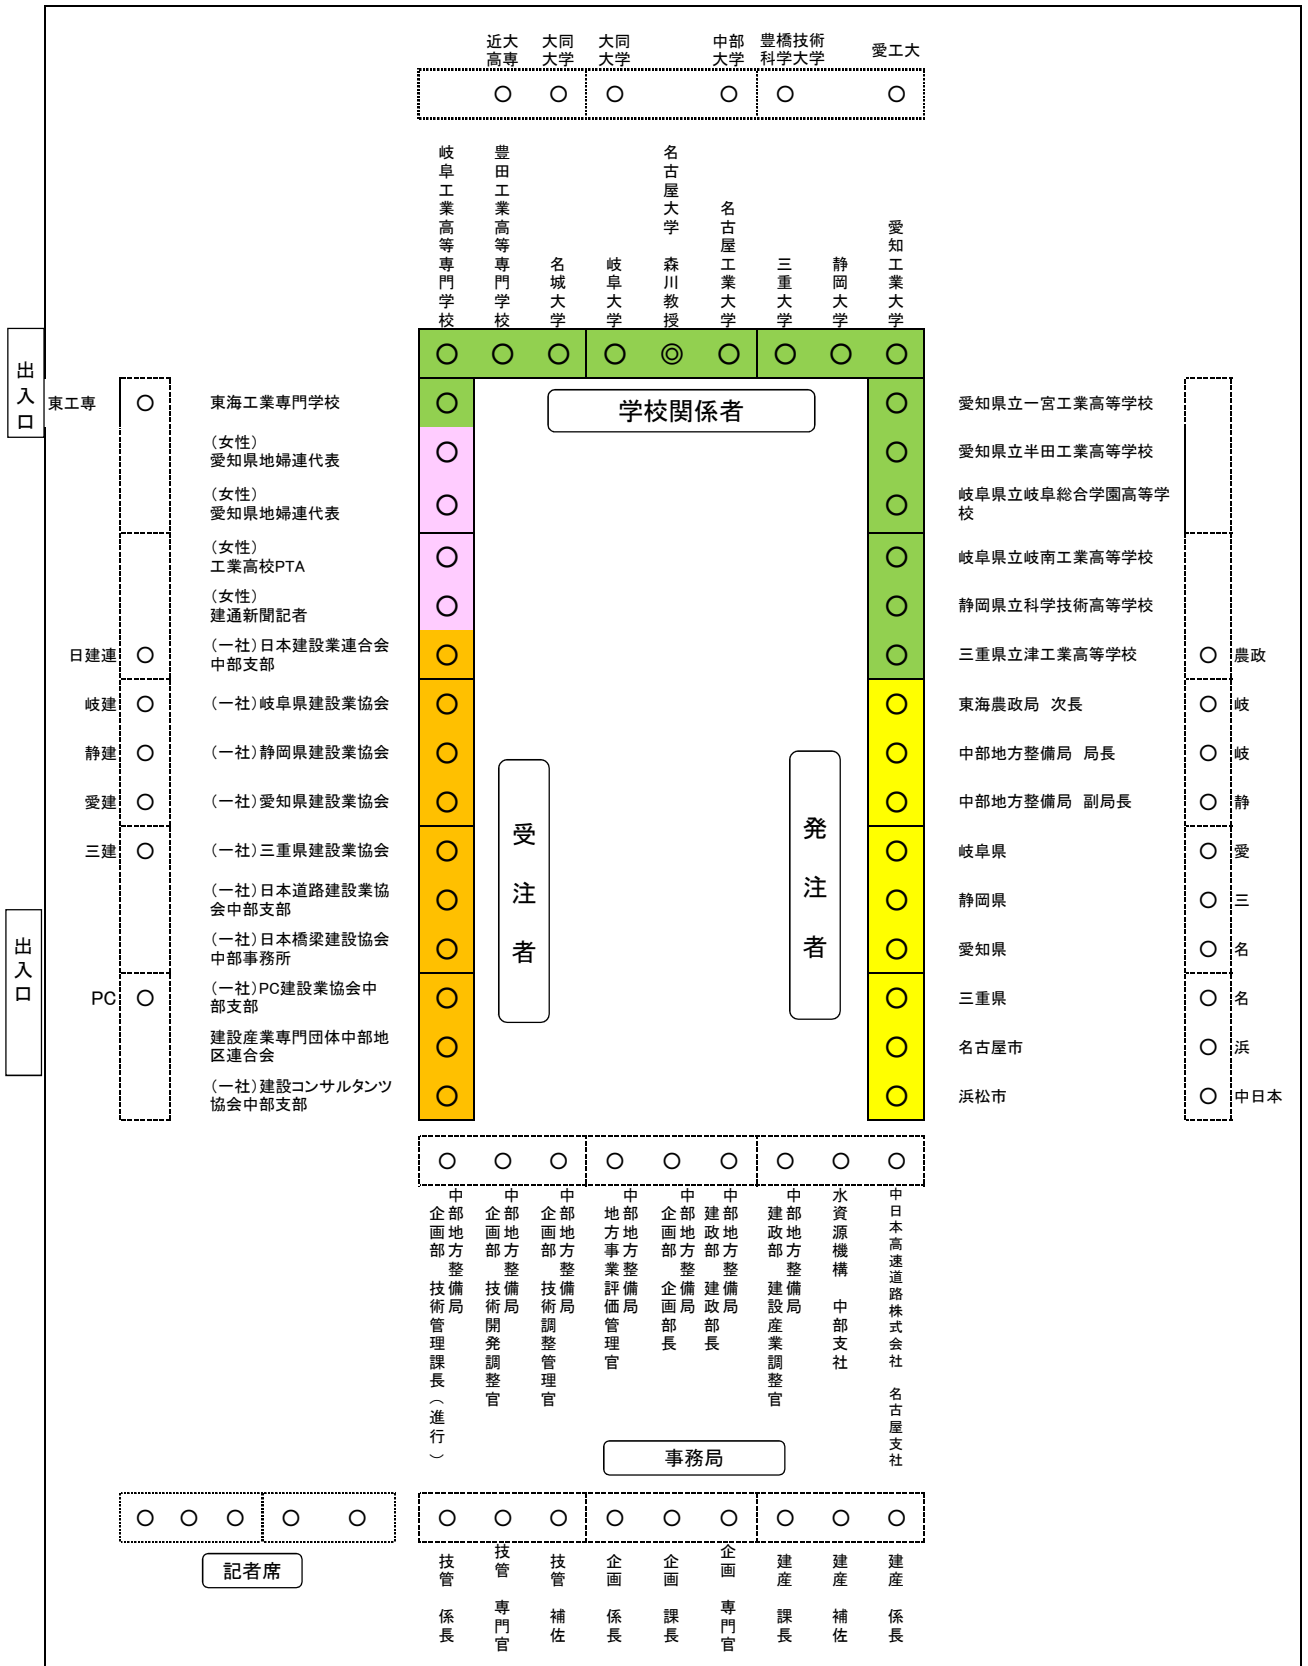 近大
高専
大同
大学
大同
大学
中部
大学
豊橋技術
科学大学
愛工大
岐阜工業高等専門学校
豊田工業高等専門学校
名城大学
岐阜大学
名古屋大学 森川教授
名古屋工業大学
三重大学
静岡大学
愛知工業大学
出入口
学校関係者
東工専
東海工業専門学校
愛知県立一宮工業高等学校
(女性)
愛知県地婦連代表
愛知県立半田工業高等学校
(女性)
愛知県地婦連代表
岐阜県立岐阜総合学園高等学
校
(女性)
工業高校PTA
岐阜県立岐南工業高等学校
(女性)
建通新聞記者
静岡県立科学技術高等学校
日建連
(一社)日本建設業連合会
中部支部
三重県立津工業高等学校
農政
岐建
(一社)岐阜県建設業協会
東海農政局 次長
岐
静建
(一社)静岡県建設業協会
中部地方整備局 局長
岐
愛建
(一社)愛知県建設業協会
中部地方整備局 副局長
静
受注者
発注者
三建
(一社)三重県建設業協会
岐阜県
愛
(一社)日本道路建設業協
会中部支部
静岡県
三
出入口
(一社)日本橋梁建設協会
中部事務所
愛知県
名
PC
(一社)PC建設業協会中
部支部
三重県
名
建設産業専門団体中部地
区連合会
名古屋市
浜
(一社)建設コンサルタンツ
協会中部支部
浜松市
中日本
中部地方整備局
企画部 技術管理課長(進行)
中部地方整備局
企画部 技術開発調整官
中部地方整備局
企画部 技術調整管理官
中部地方整備局
地方事業評価管理官
中部地方整備局
企画部 企画部長
中部地方整備局
建政部 建政部長
中部地方整備局
建政部 建設産業調整官
水資源機構 中部支社
中日本高速道路株式会社 名古屋支社
事務局
記者席
技管 係長
技管 専門官
技管 補佐
企画 係長
企画 課長
企画 専門官
建産 課長
建産 補佐
建産 係長